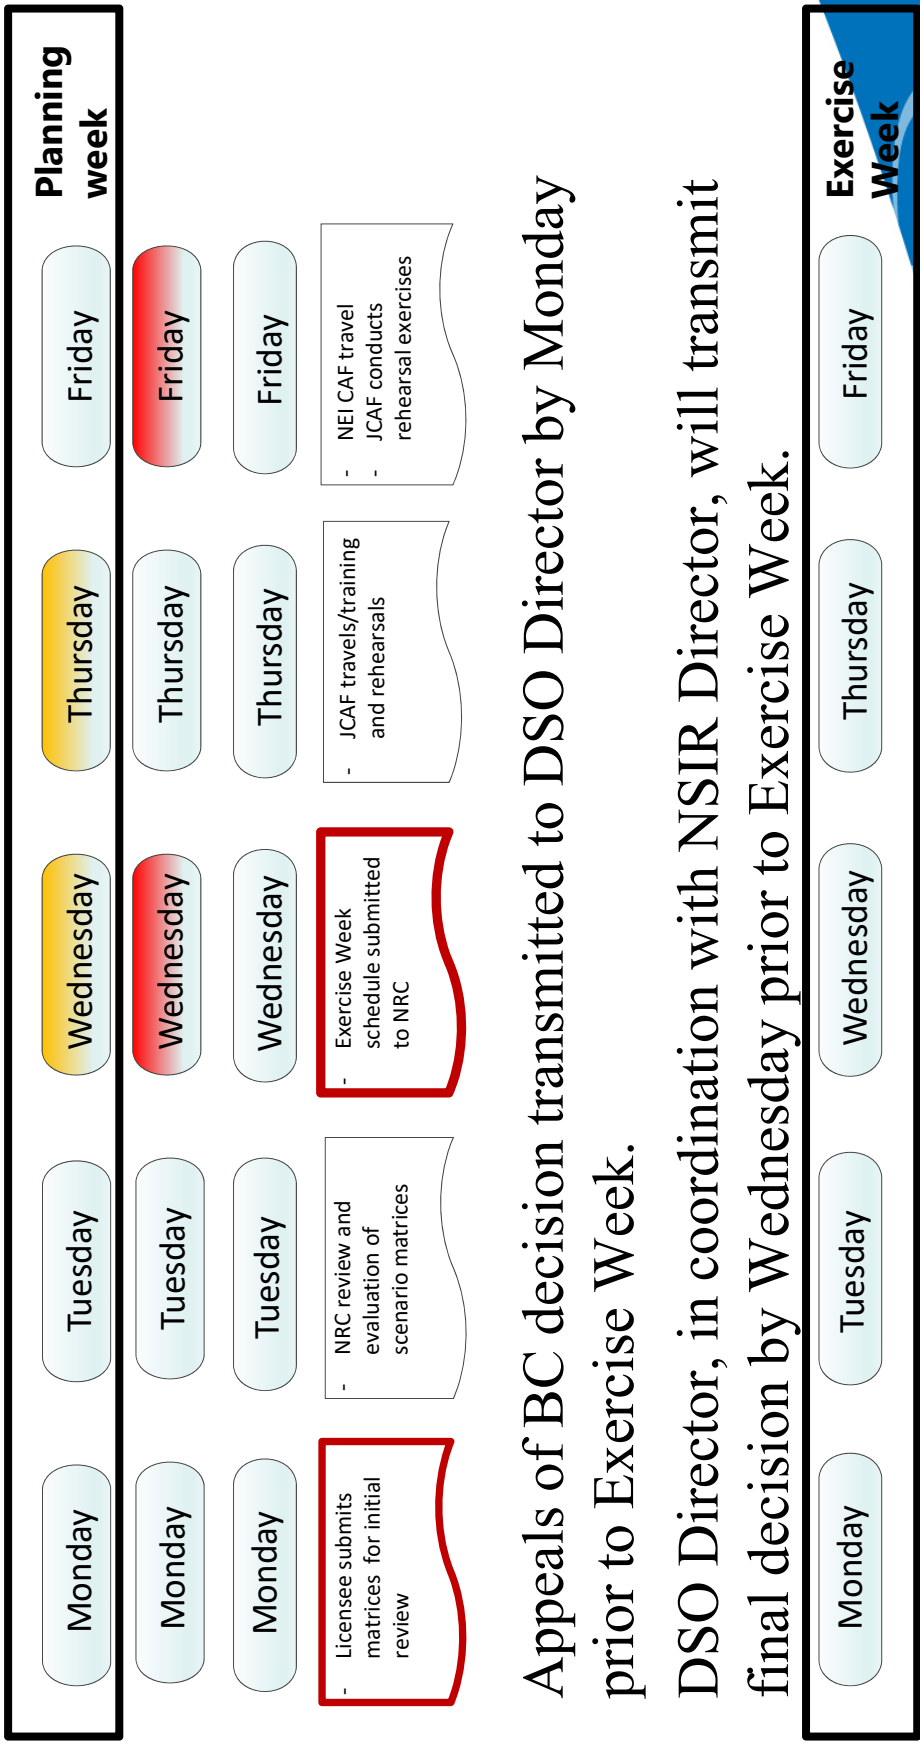 Planning
week
Monday
Tuesday
Wednesday
Thursday
Friday
Monday
Tuesday
Wednesday
Thursday
Friday
Monday
Tuesday
Wednesday
Thursday
Friday
- Licensee submits
matrices for initial
review
- NRC review and
evaluation of
scenario matrices
- Exercise Week
schedule submitted
to NRC
- JCAF travels/training
and rehearsals
- NEI CAF travel
- JCAF conducts
rehearsal exercises
Appeals of BC decision transmitted to DSO Director by Monday
prior to Exercise Week.
DSO Director, in coordination with NSIR Director, will transmit
final decision by Wednesday prior to Exercise Week.
Monday
Tuesday
Wednesday
Thursday
Friday
Exercise
Week